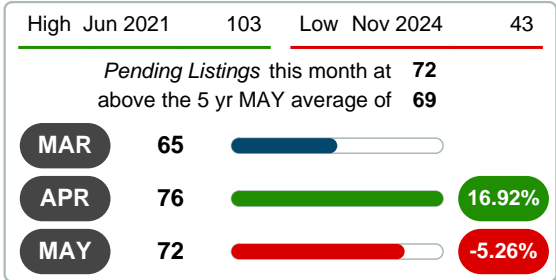 High Jun 2021 103 Low Nov 2024 43
Pending Listings this month at 72
above the 5 yr MAY average of 69
MAR 65
APR 76 16.92%
MAY 72 -5.26%